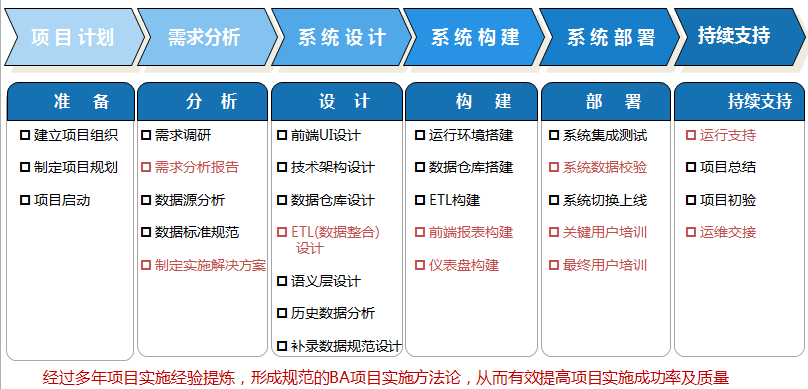 项目计划
需求分析
系统设计
系统构建
系统部署
持续支持
准 备
建立项目组织
制定项目规划
项目启动
分 析
需求调研
需求分析报告
数据源分析
数据标准规范
制定实施解决方案
设 计
前端UI设计
技术架构设计
数据仓库设计
ETL(数据整合)
设计
语义层设计
历史数据分析
补录数据规范设计
构 建
运行环境搭建
数据仓库搭建
ETL构建
前端报表构建
仪表盘构建
部 署
系统集成测试
系统数据校验
系统切换上线
关键用户培训
最终用户培训
持续支持
运行支持
项目总结
项目初验
运维交接
经过多年项目实施经验提炼，形成规范的BA项目实施方法论，从而有效提高项目实施成功率及质量